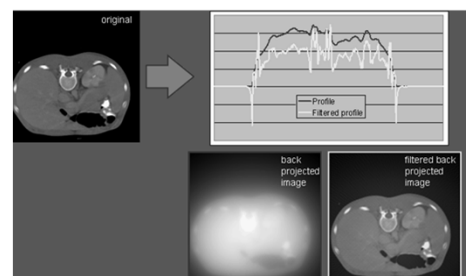 original
Profile
Filtered profile
back
projected
image
filtered back
projected
image